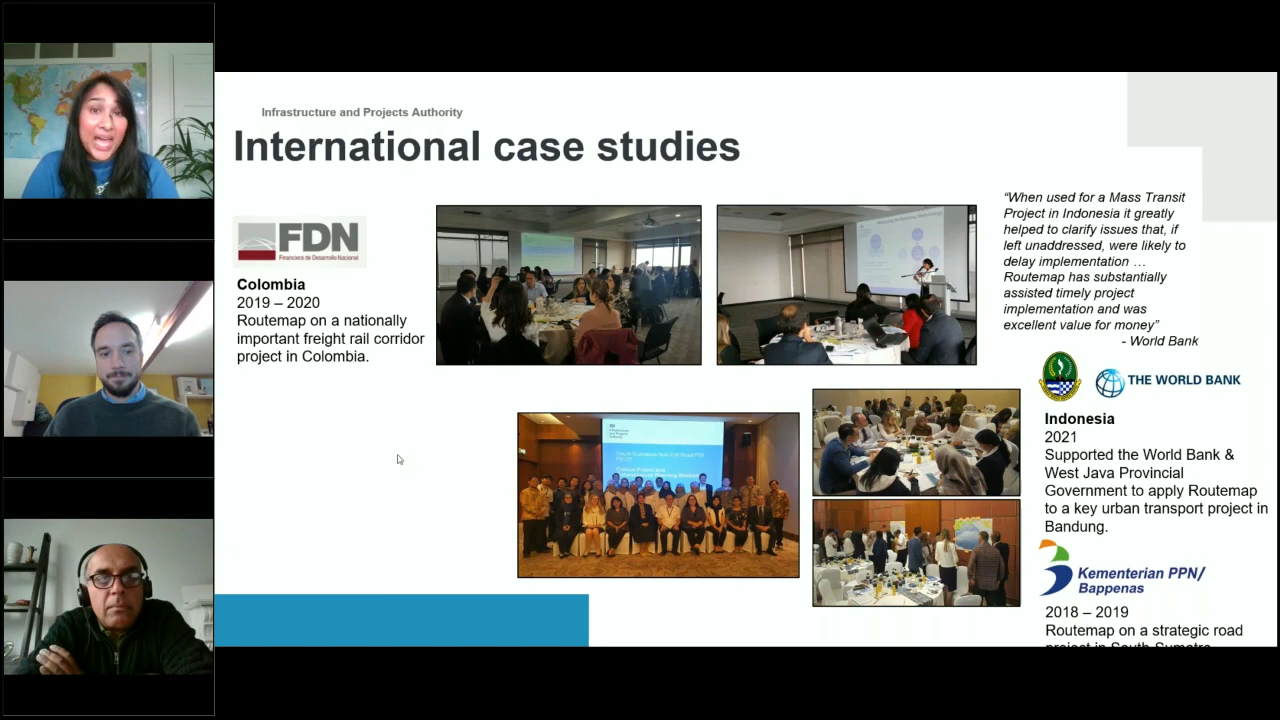 Infrastructure and Projects Authority
International case studies
FDN
Financiera de Desarrollo Nacional
Colombia
2019 – 2020
Routemap on a nationally
important freight rail corridor
project in Colombia.
“When used for a Mass Transit
Project in Indonesia it greatly
helped to clarify issues that, if
left unaddressed, were likely to
delay implementation …
Routemap has substantially
assisted timely project
implementation and was
excellent value for money”
- World Bank
THE WORLD BANK
Indonesia
2021
Supported the World Bank &
West Java Provincial
Government to apply Routemap
to a key urban transport project in
Bandung.
Kementerian PPN/
Bappenas
2018 – 2019
Routemap on a strategic road
project in South Sumatra